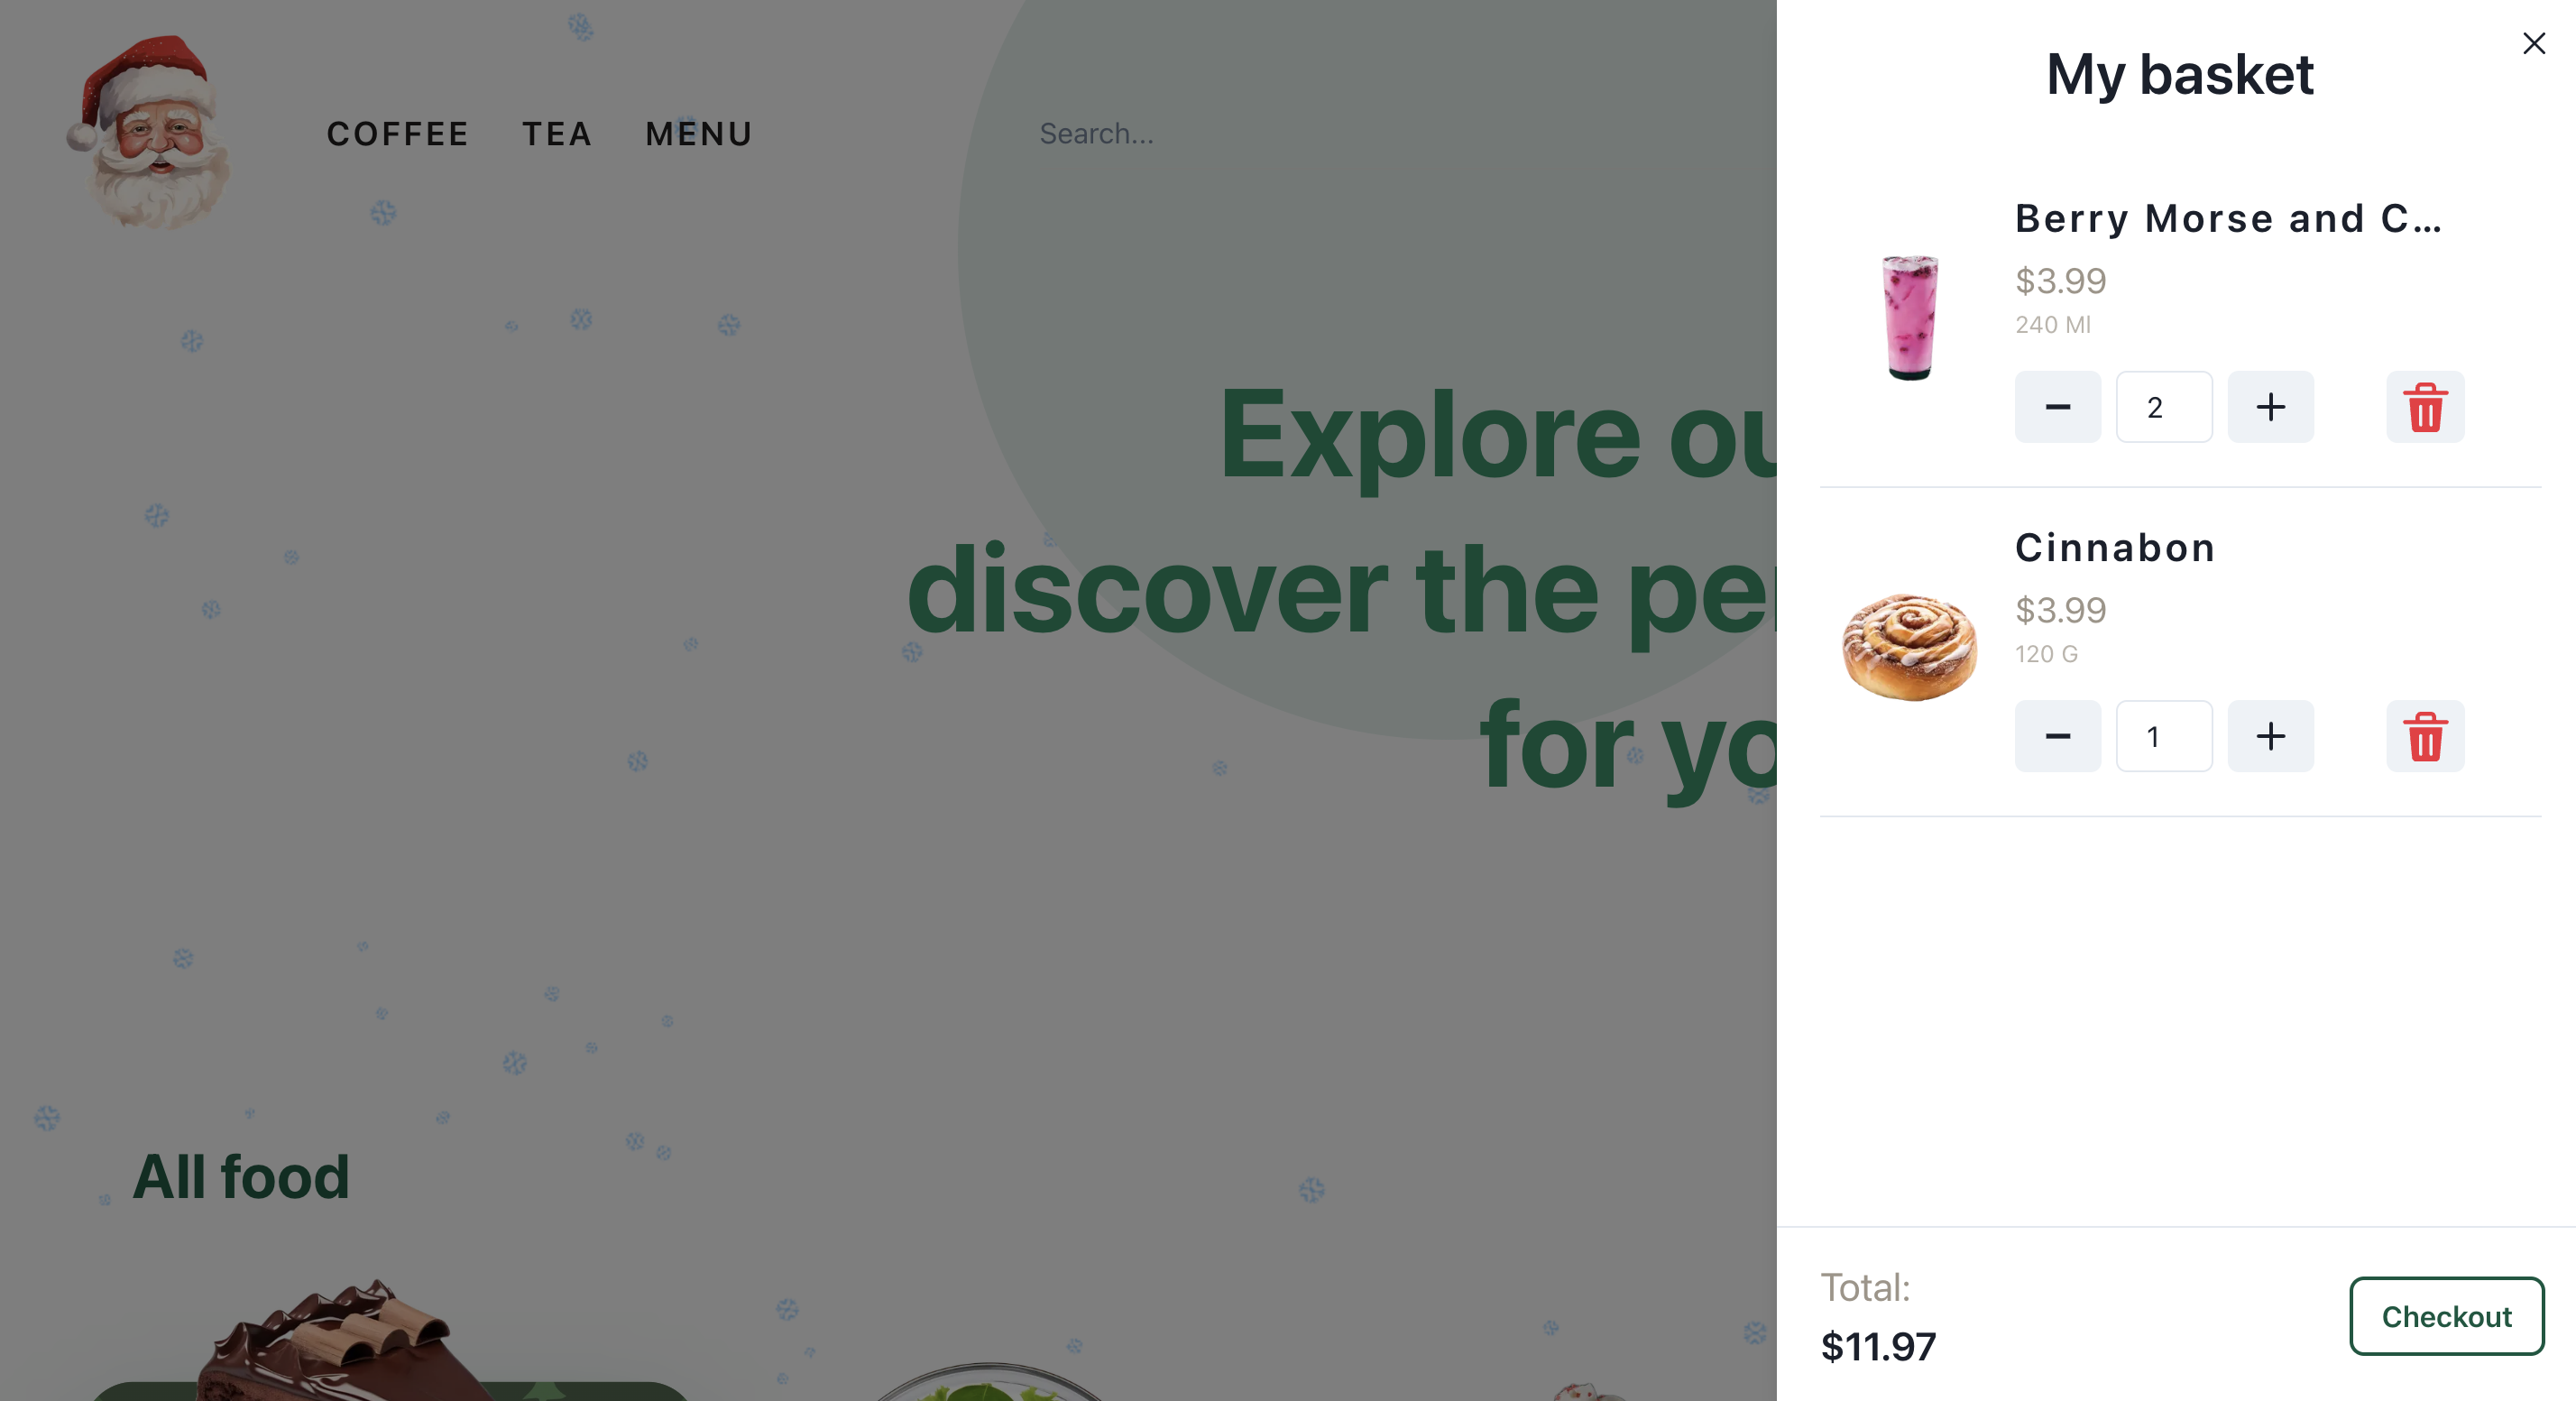 COFFEE TEA MENU
Search...
Explore ou
discover the per
for yo
All food
My basket
Berry Morse and C...
$3.99
240 Ml
2
Cinnabon
$3.99
120 G
1
Total:
$11.97
Checkout